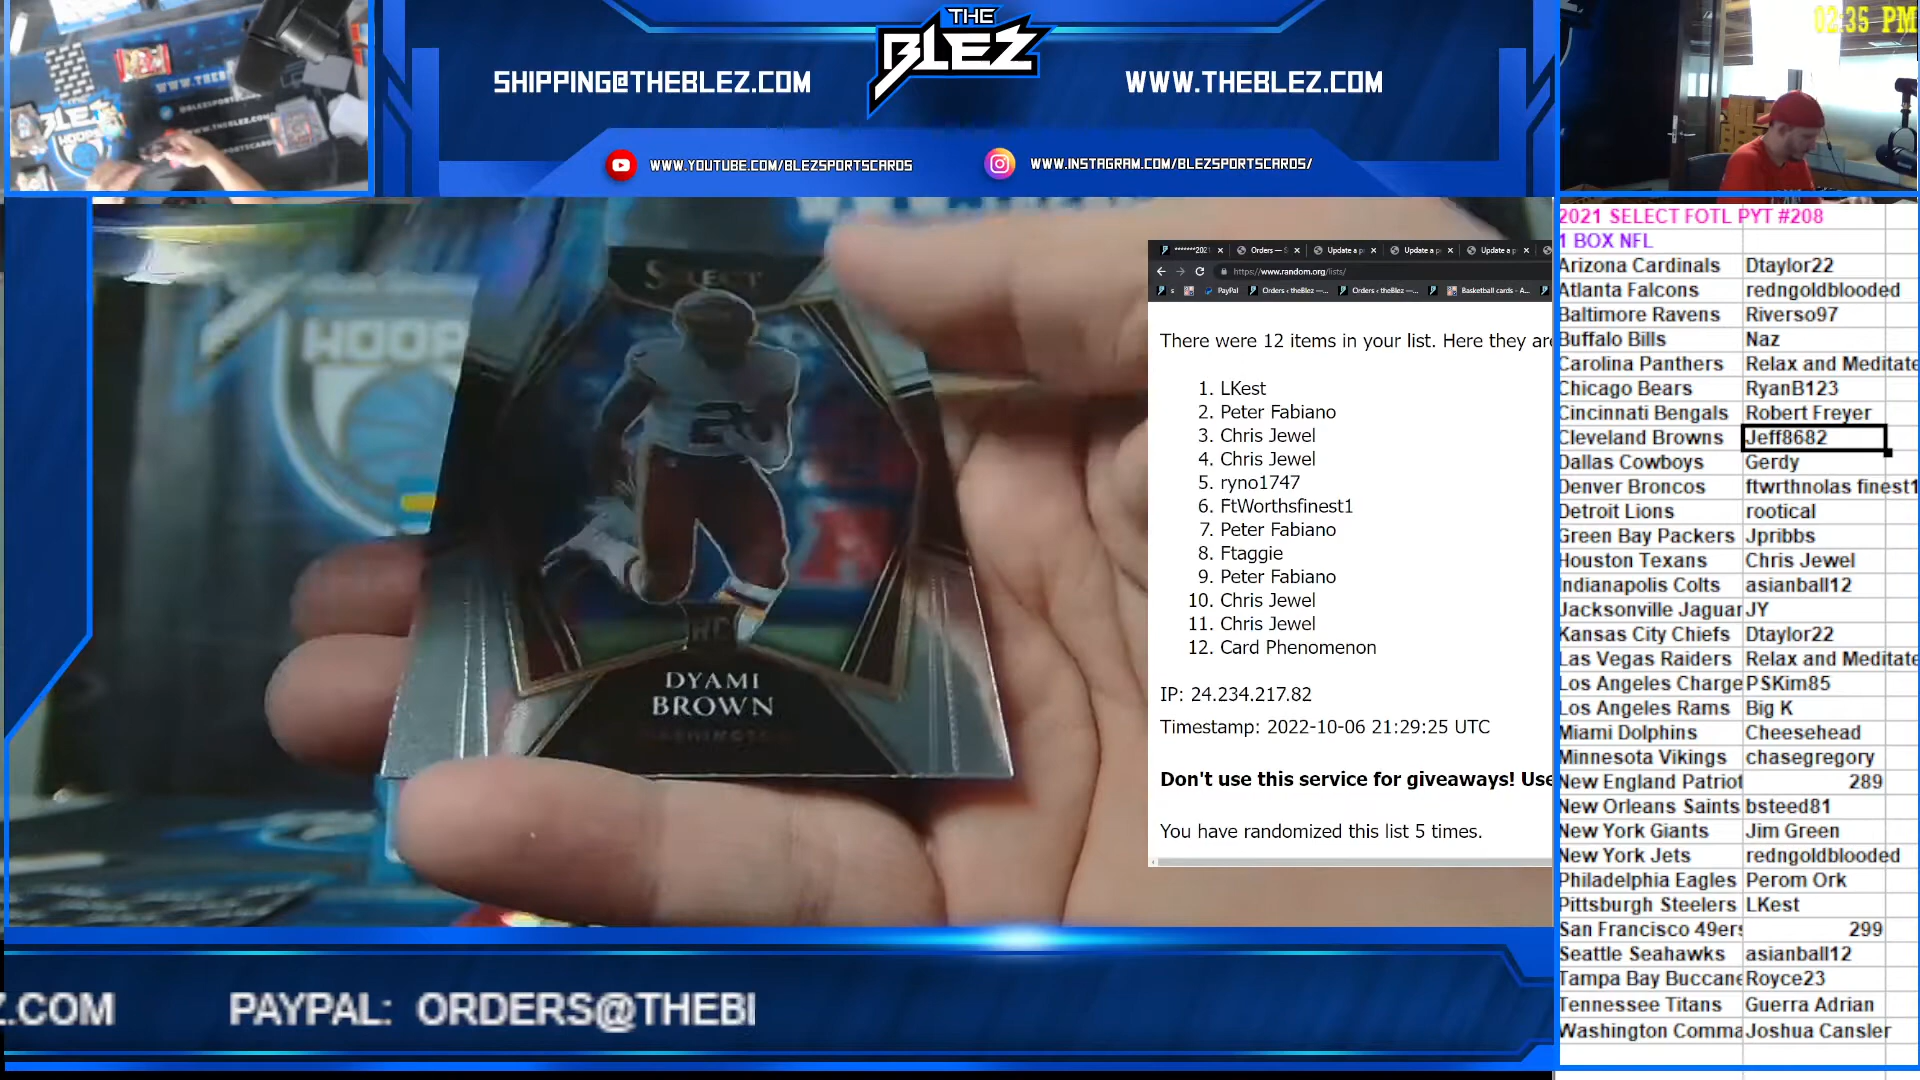 THE
BLEZ
SHIPPING@THEBLEZ.COM
WWW.THEBLEZ.COM
WWW.YOUTUBE.COM/BLEZSPORTSCARDS
WWW.INSTAGRAM.COM/BLEZSPORTSCARDS/
02:35 PM
HOOP
SELECT
2
RC
DYAMI
BROWN
WASHINGTON
https://www.random.org/lists/
There were 12 items in your list. Here they are
1. LKest
2. Peter Fabiano
3. Chris Jewel
4. Chris Jewel
5. ryno1747
6. FtWorthsfinest1
7. Peter Fabiano
8. Ftaggie
9. Peter Fabiano
10. Chris Jewel
11. Chris Jewel
12. Card Phenomenon
IP: 24.234.217.82
Timestamp: 2022-10-06 21:29:25 UTC
Don't use this service for giveaways! Use
You have randomized this list 5 times.
2021 SELECT FOTL PYT #208
1 BOX NFL
Arizona Cardinals Dtaylor22
Atlanta Falcons redngoldblooded
Baltimore Ravens Riverso97
Buffalo Bills Naz
Carolina Panthers Relax and Meditate
Chicago Bears RyanB123
Cincinnati Bengals Robert Freyer
Cleveland Browns Jeff8682
Dallas Cowboys Gerdy
Denver Broncos ftwrthnolas finest1
Detroit Lions rootical
Green Bay Packers Jpribbs
Houston Texans Chris Jewel
Indianapolis Colts asianball12
Jacksonville Jaguar JY
Kansas City Chiefs Dtaylor22
Las Vegas Raiders Relax and Meditate
Los Angeles Charge PSKim85
Los Angeles Rams Big K
Miami Dolphins Cheesehead
Minnesota Vikings chasegregory
New England Patriot 289
New Orleans Saints bsteed81
New York Giants Jim Green
New York Jets redngoldblooded
Philadelphia Eagles Perom Ork
Pittsburgh Steelers LKest
San Francisco 49ers 299
Seattle Seahawks asianball12
Tampa Bay Buccane Royce23
Tennessee Titans Guerra Adrian
Washington Comma Joshua Cansler
Z.COM PAYPAL: ORDERS@THEBL